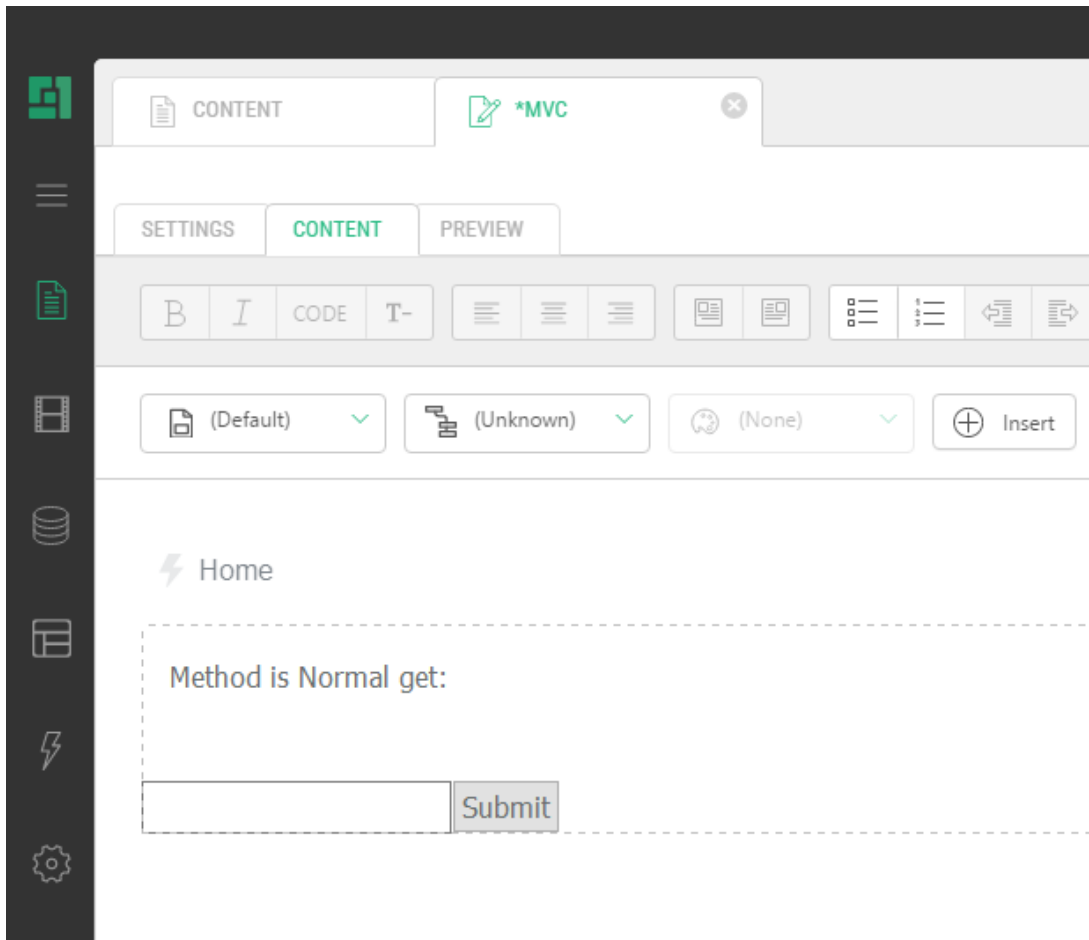 CONTENT *MVC
SETTINGS CONTENT PREVIEW
B I CODE T-
(Default) (Unknown) (None) Insert
Home
Method is Normal get:
Submit